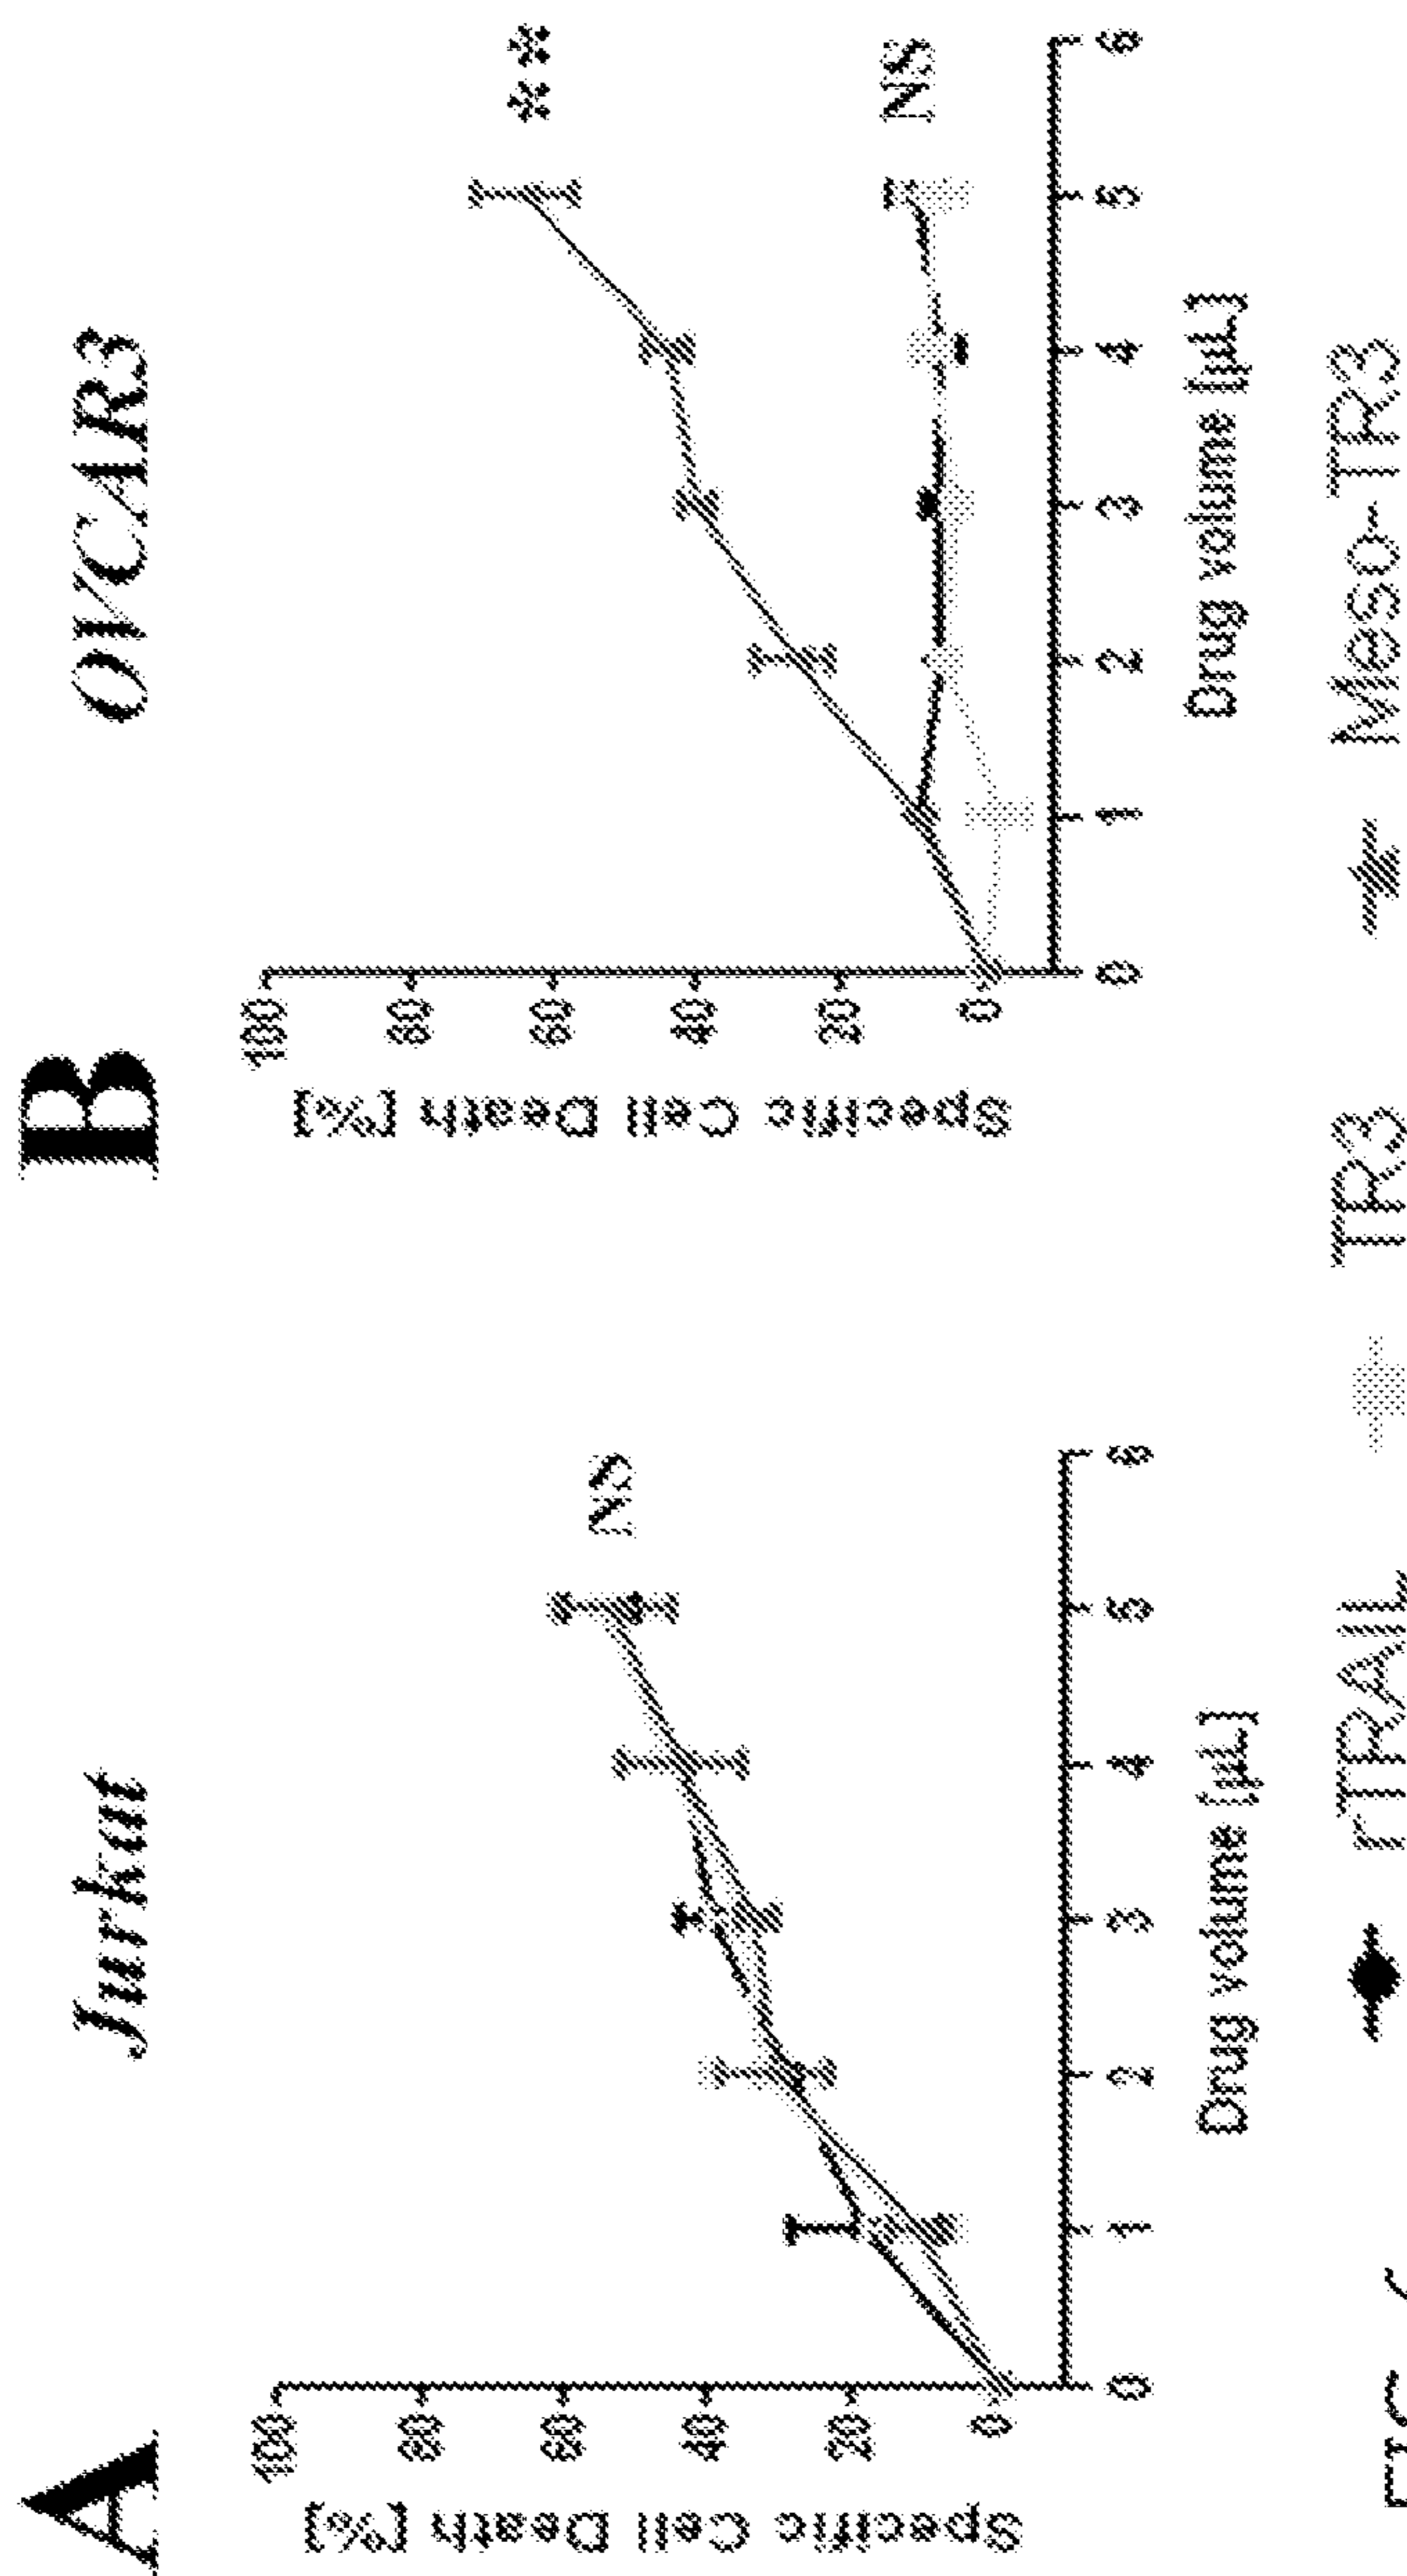 A
Jurkat
Specific Cell Death [%]
100
80
60
40
20
0
NS
0 1 2 3 4 5 6
Drug volume [µL]
B
OVCAR3
Specific Cell Death [%]
100
80
60
40
20
0
**
NS
0 1 2 3 4 5 6
Drug volume [µL]
rTRAIL TR3 Meso-TR3